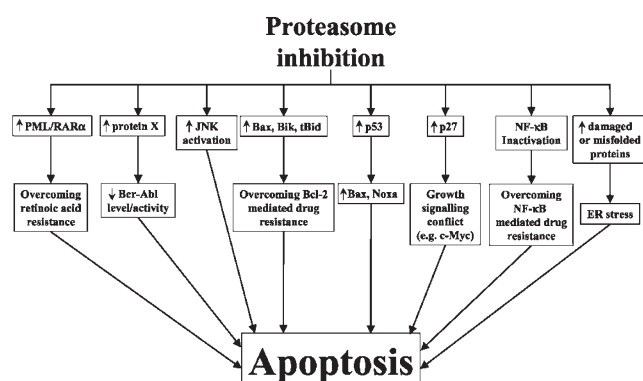 Proteasome
inhibition
↑PML/RARα
↑protein X
↑JNK
activation
↑Bax, Bik, tBid
↑p53
↑p27
NF-κB
Inactivation
↑damaged
or misfolded
proteins
Overcoming
retinoic acid
resistance
↓Bcr-Abl
level/activity
Overcoming Bcl-2
mediated drug
resistance
↑Bax, Noxa
Growth
signalling
conflict
(e.g. c-Myc)
Overcoming
NF-κB
mediated drug
resistance
ER stress
Apoptosis